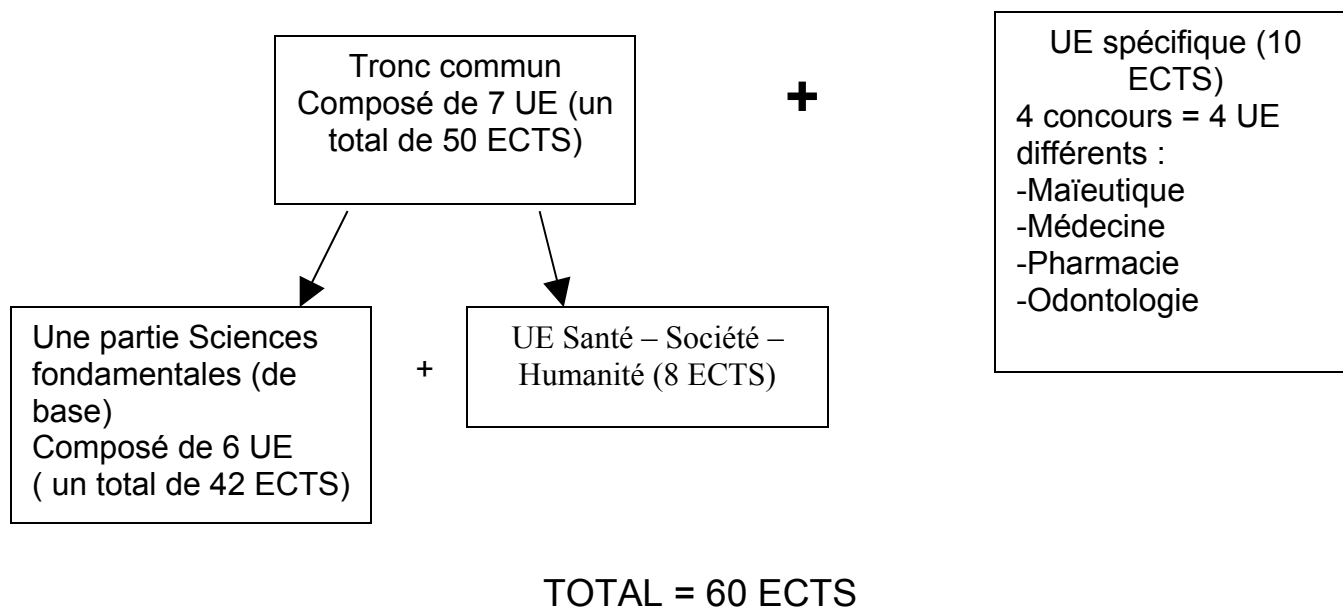 Tronc commun
Composé de 7 UE (un
total de 50 ECTS)
+
UE spécifique (10
ECTS)
4 concours = 4 UE
différents :
-Maïeutique
-Médecine
-Pharmacie
-Odontologie
Une partie Sciences
fondamentales (de
base)
Composé de 6 UE
( un total de 42 ECTS)
+
UE Santé – Société –
Humanité (8 ECTS)
TOTAL = 60 ECTS